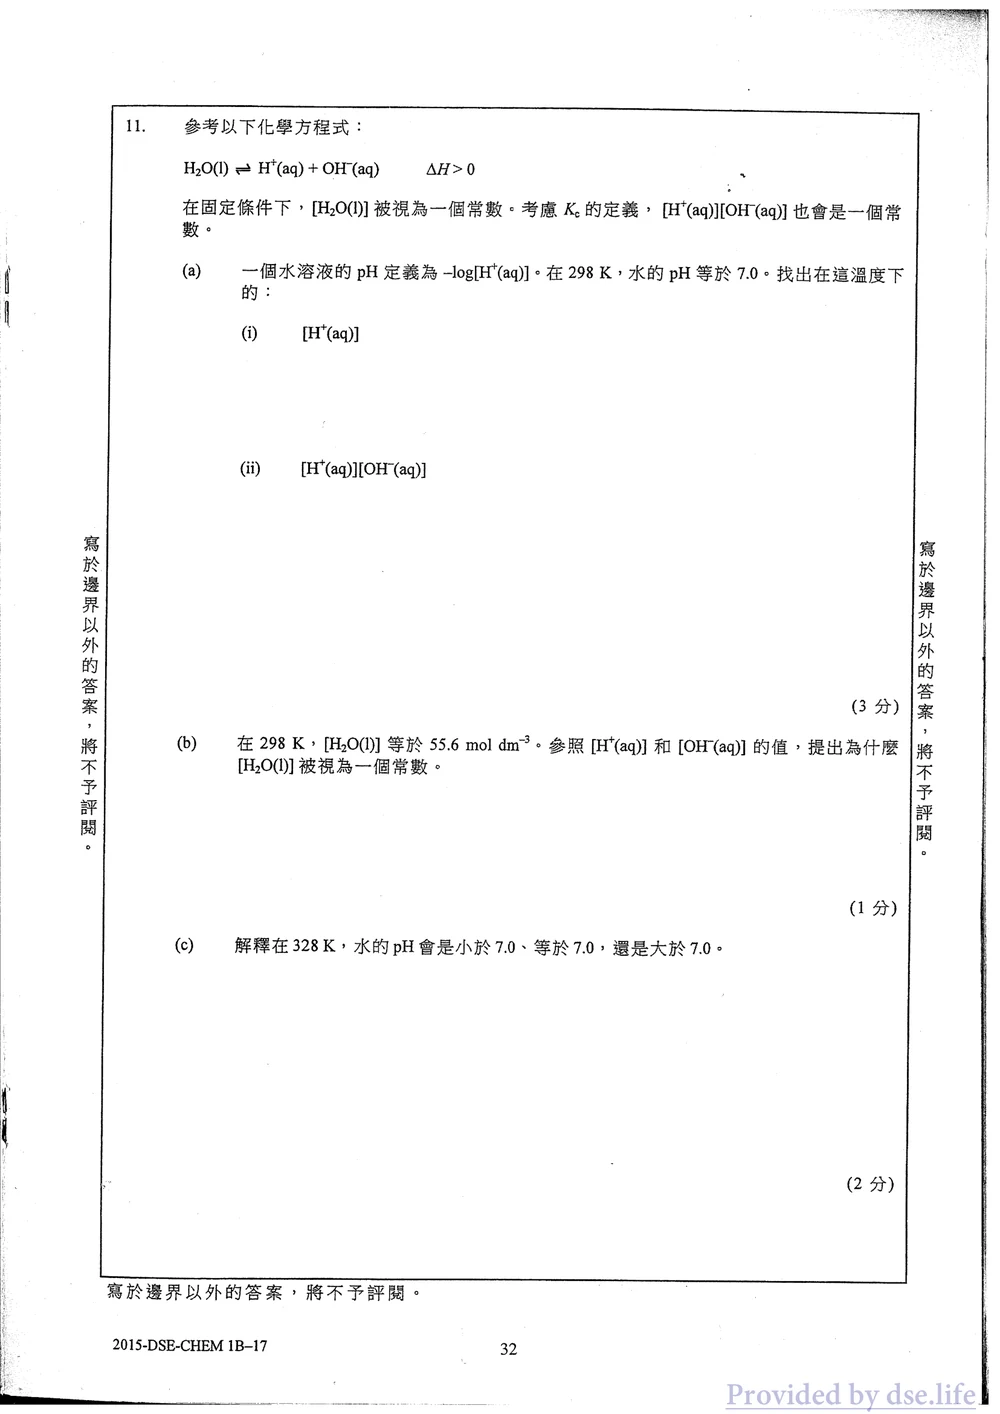 11. 參考以下化學方程式：
H₂O(l) ⇌ H⁺(aq) + OH⁻(aq) ΔH > 0
在固定條件下，[H₂O(l)] 被視為一個常數。考慮 Kc 的定義， [H⁺(aq)][OH⁻(aq)] 也會是一個常
數。
(a) 一個水溶液的 pH 定義為 –log[H⁺(aq)]。在 298 K，水的 pH 等於 7.0。找出在這溫度下
的：
(i) [H⁺(aq)]
(ii) [H⁺(aq)][OH⁻(aq)]
(3 分)
(b) 在 298 K，[H₂O(l)] 等於 55.6 mol dm⁻³。參照 [H⁺(aq)] 和 [OH⁻(aq)] 的值，提出為什麼
[H₂O(l)] 被視為一個常數。
(1 分)
(c) 解釋在 328 K，水的 pH 會是小於 7.0、等於 7.0，還是大於 7.0。
(2 分)
寫於邊界以外的答案，將不予評閱。
寫於邊界以外的答案，將不予評閱。
寫於邊界以外的答案，將不予評閱。
2015-DSE-CHEM 1B–17
32
Provided by dse.life